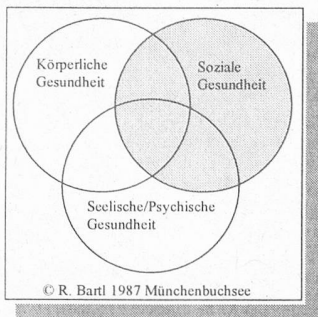 Körperliche
Gesundheit
Soziale
Gesundheit
Seelische/Psychische
Gesundheit
© R. Bartl 1987 Münchenbuchsee